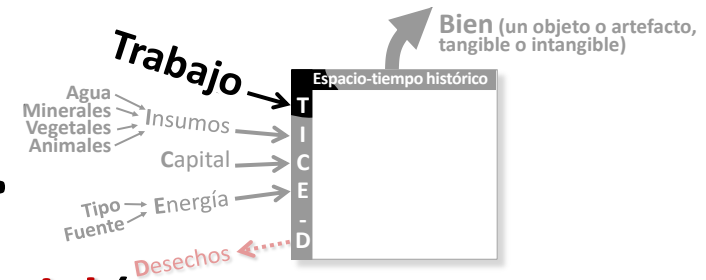 Bien (un objeto o artefacto,
tangible o intangible)
Trabajo
Espacio-tiempo histórico
Agua
Minerales
Vegetales
Animales
Insumos
Capital
Tipo
Fuente
Energía
Desechos
T
I
C
E
-
D